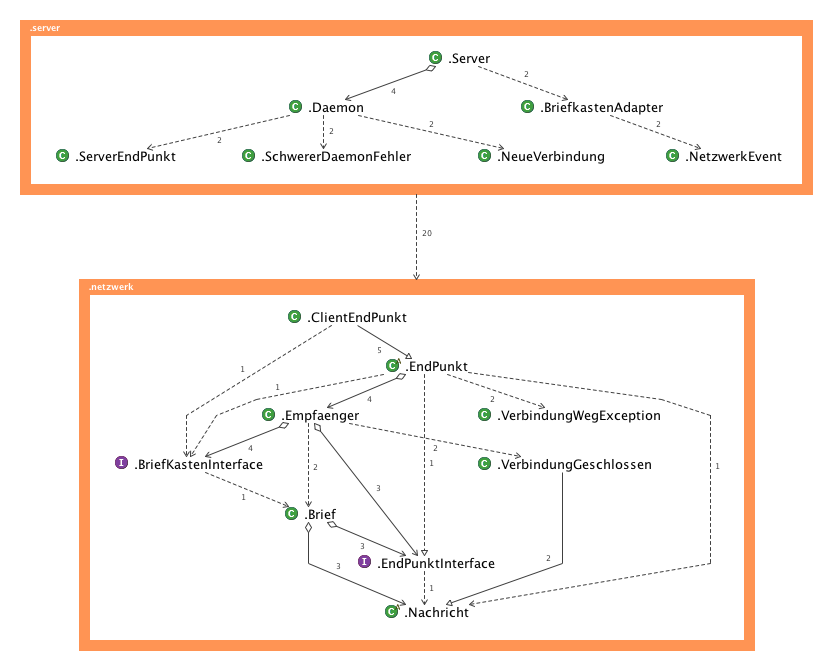 .server
C .Server
2
4
C .Daemon
C .BriefkastenAdapter
2
2
2
2
C .ServerEndPunkt
C .SchwererDaemonFehler
C .NeueVerbindung
C .NetzwerkEvent
20
.netzwerk
C .ClientEndPunkt
5
C .EndPunkt
1
1
4
2
C .Empfaenger
C .VerbindungWegException
4
2
2
1
I .BriefKastenInterface
C .VerbindungGeschlossen
1
3
1
C .Brief
3
2
I .EndPunktInterface
3
1
C .Nachricht